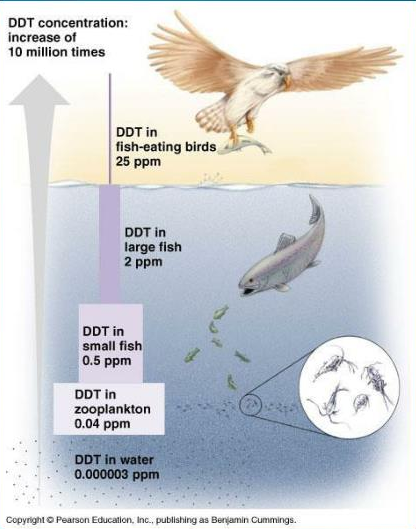 DDT concentration:
increase of
10 million times
DDT in
fish-eating birds
25 ppm
DDT in
large fish
2 ppm
DDT in
small fish
0.5 ppm
DDT in
zooplankton
0.04 ppm
DDT in water
0.000003 ppm
Copyright © Pearson Education, Inc., publishing as Benjamin Cummings.